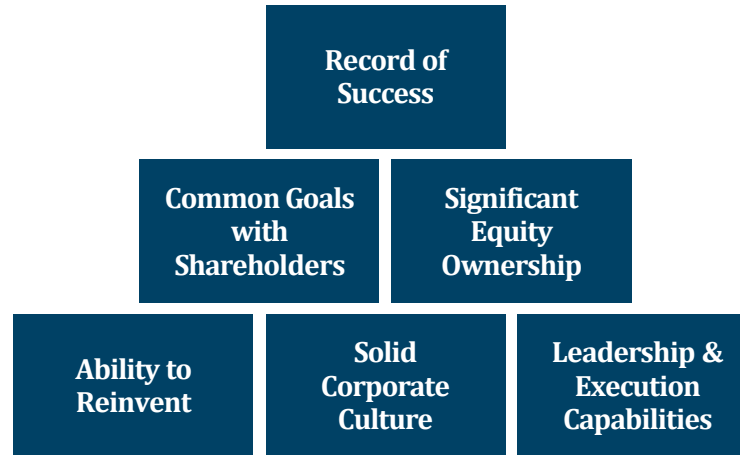 Record of
Success
Common Goals
with
Shareholders
Significant
Equity
Ownership
Ability to
Reinvent
Solid
Corporate
Culture
Leadership &
Execution
Capabilities